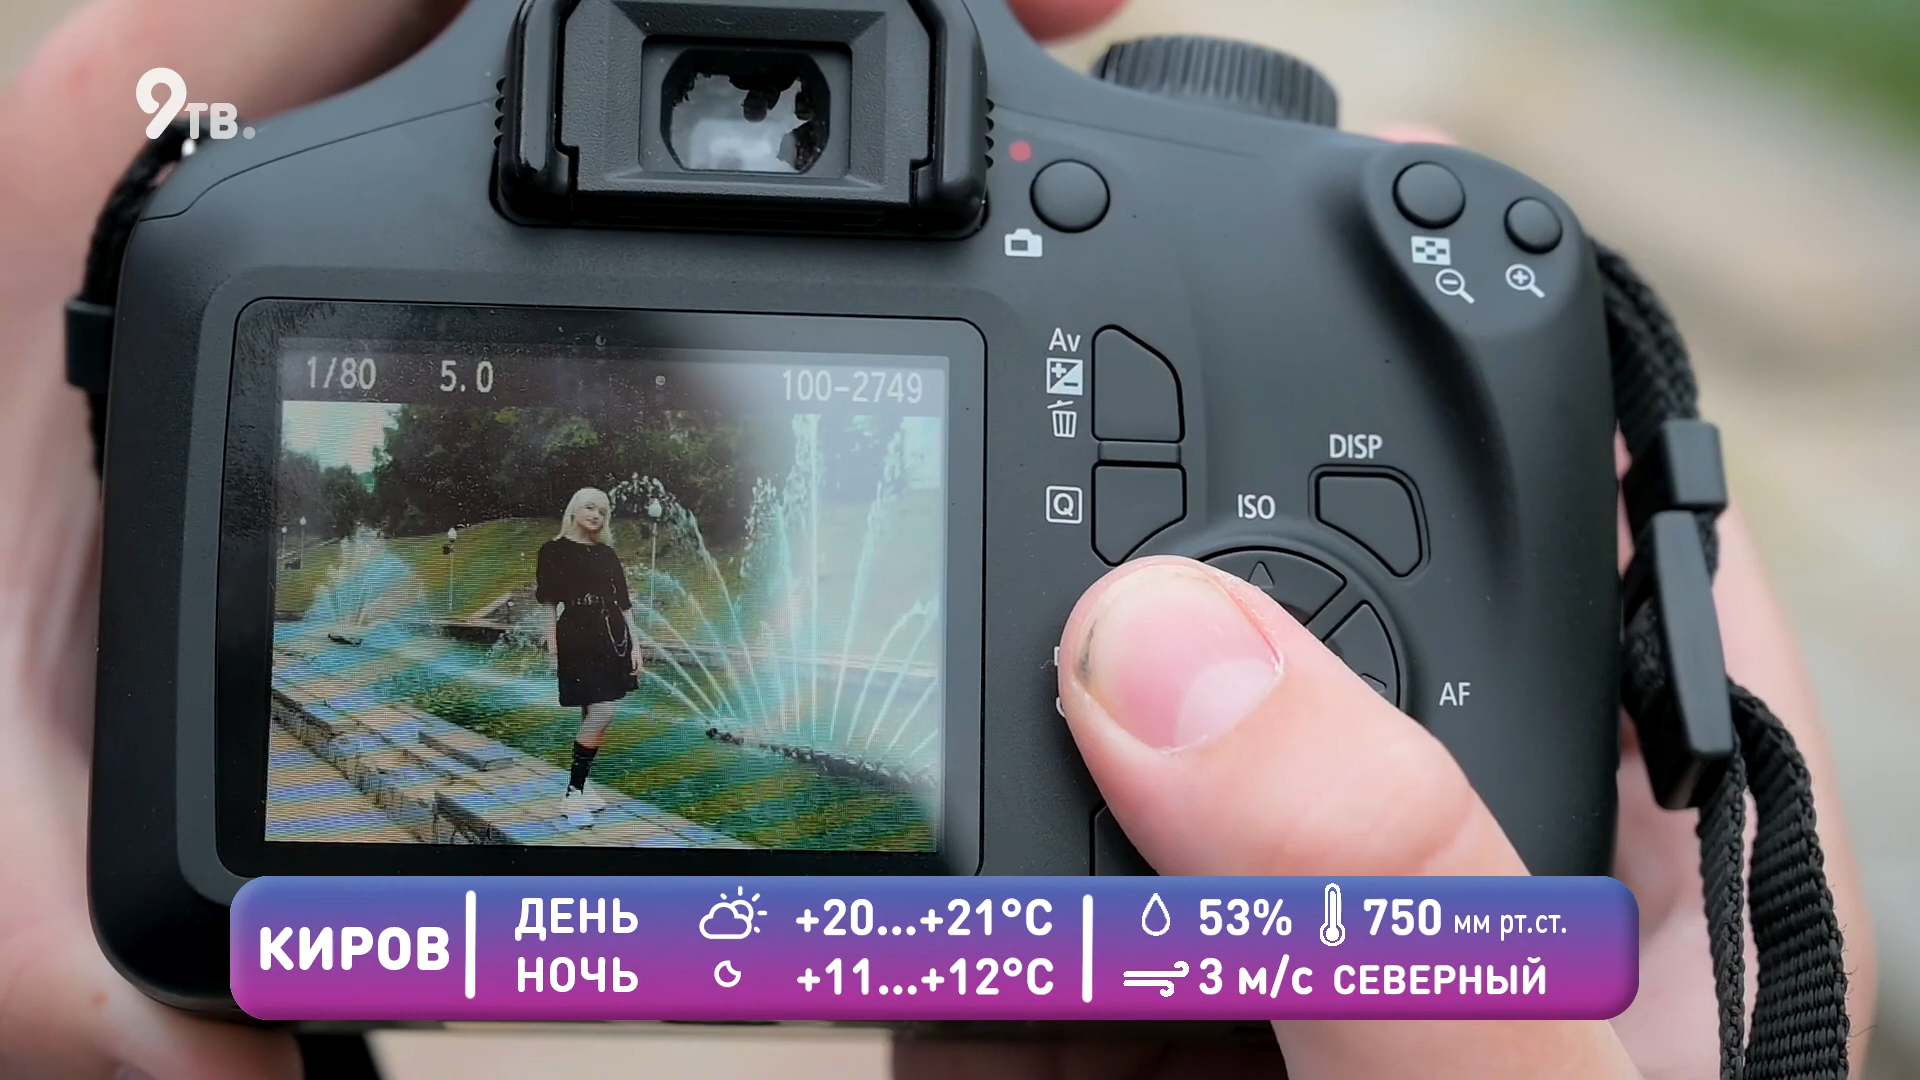 9ТВ.
1/80 5.0 100-2749
Av
DISP
Q
ISO
AF
КИРОВ
ДЕНЬ +20...+21°C 53% 750 мм рт.ст.
НОЧЬ +11...+12°C 3 м/с СЕВЕРНЫЙ